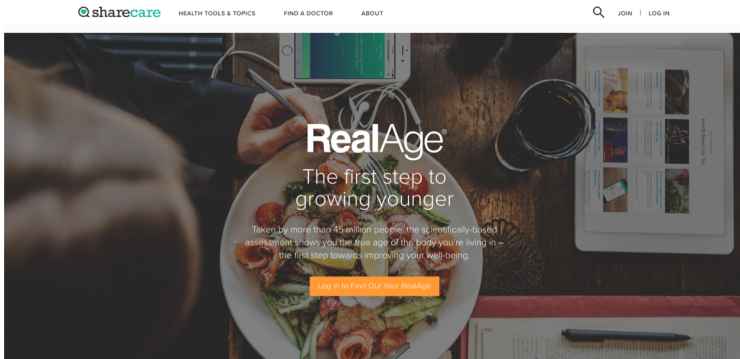 sharecare
HEALTH TOOLS & TOPICS
FIND A DOCTOR
ABOUT
JOIN | LOG IN
RealAge®
The first step to
growing younger
Taken by more than 45 million people, the scientifically-based
assessment shows you the true age of the body you're living in –
the first step towards improving your well-being.
Log in to Find Out Your RealAge